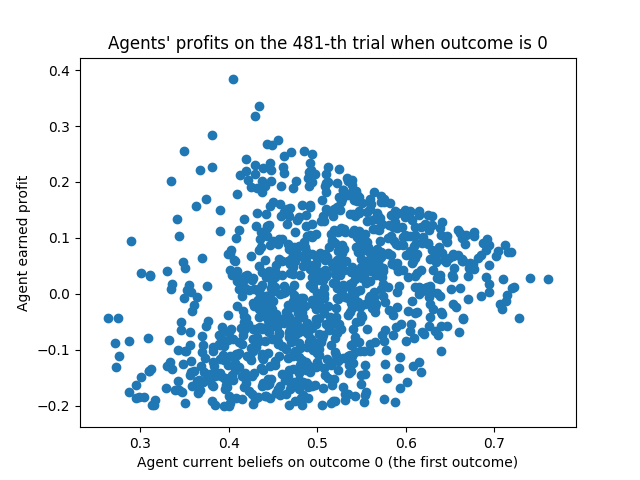 Agents' profits on the 481-th trial when outcome is 0
0.4
0.3
0.2
0.1
0.0
−0.1
−0.2
Agent earned profit
0.3 0.4 0.5 0.6 0.7
Agent current beliefs on outcome 0 (the first outcome)